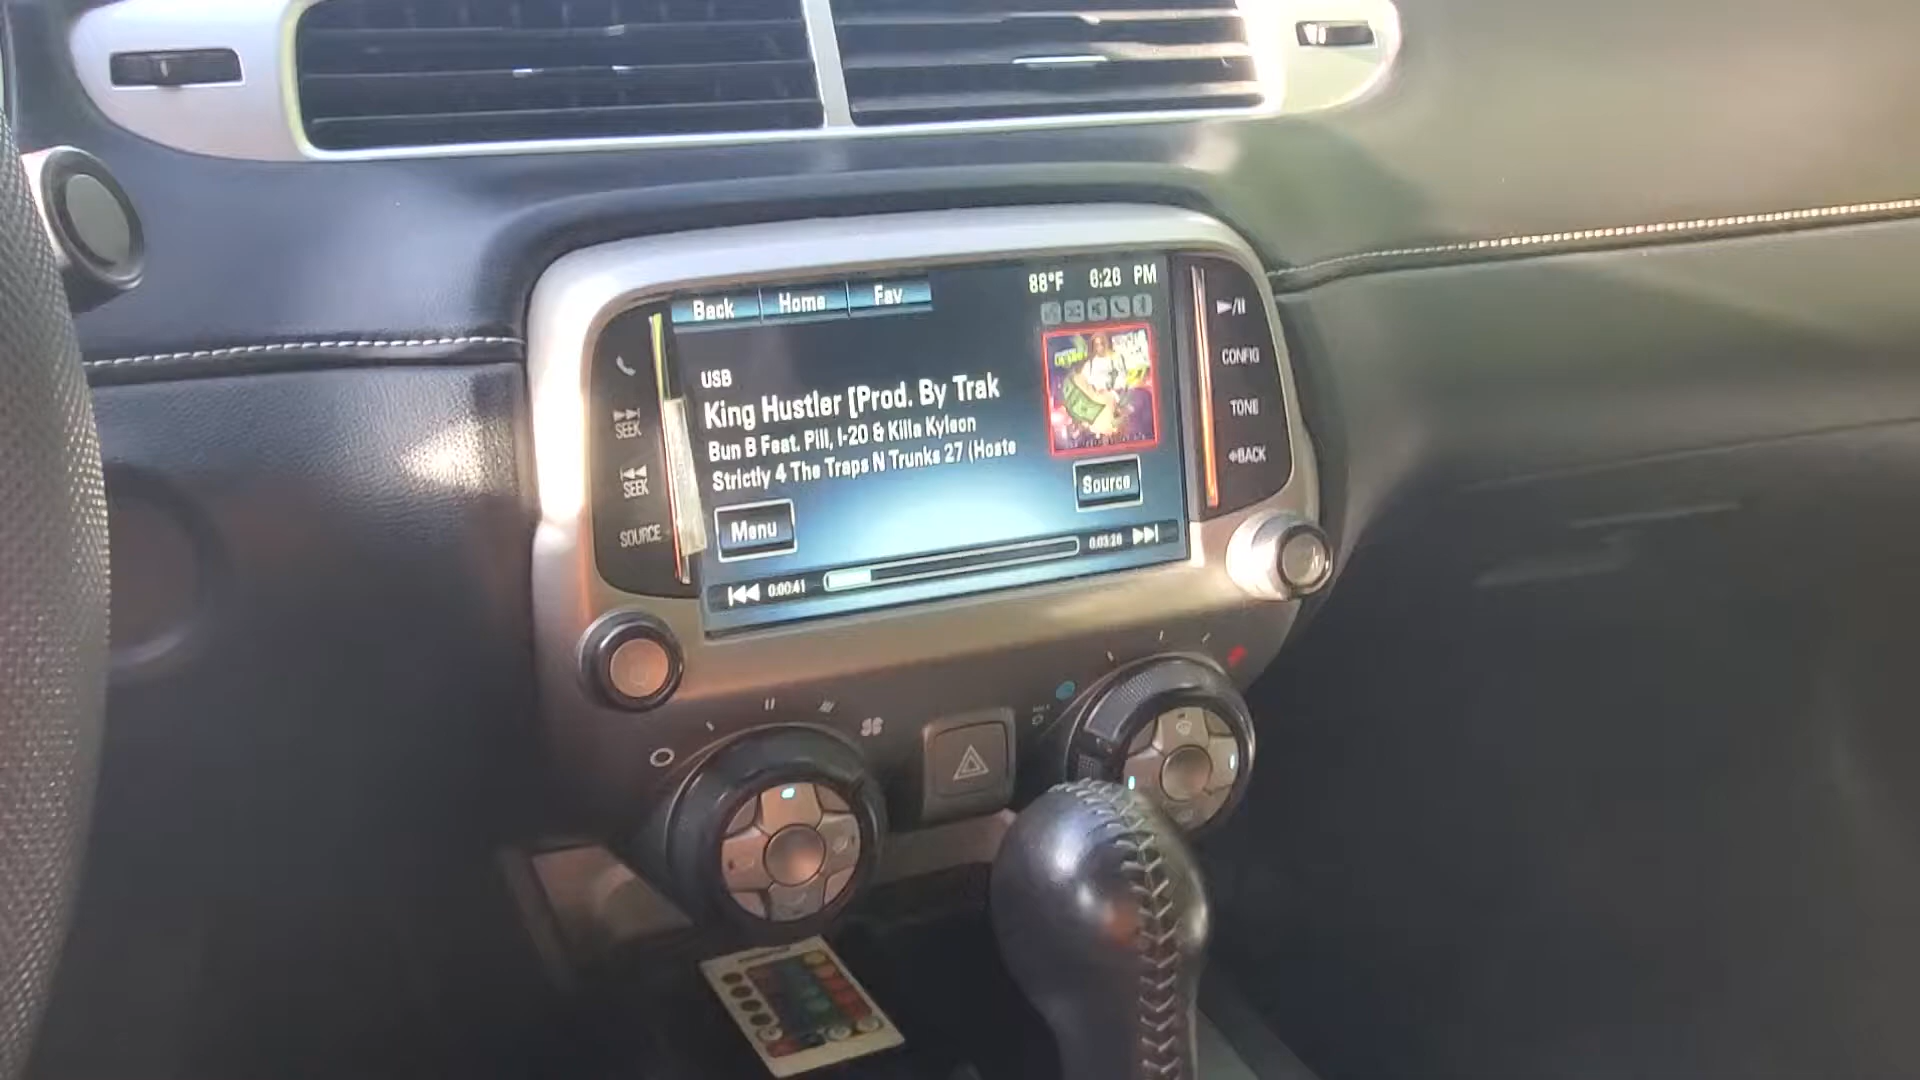 Back Home Fav 88°F 6:28 PM
USB
King Hustler [Prod. By Trak
Bun B Feat. Pill, I-20 & Killa Kyleon
Strictly 4 The Traps N Trunks 27 (Hoste
Menu
Source
0:00:41
0:03:28
SEEK
SEEK
SOURCE
CONFIG
TONE
BACK